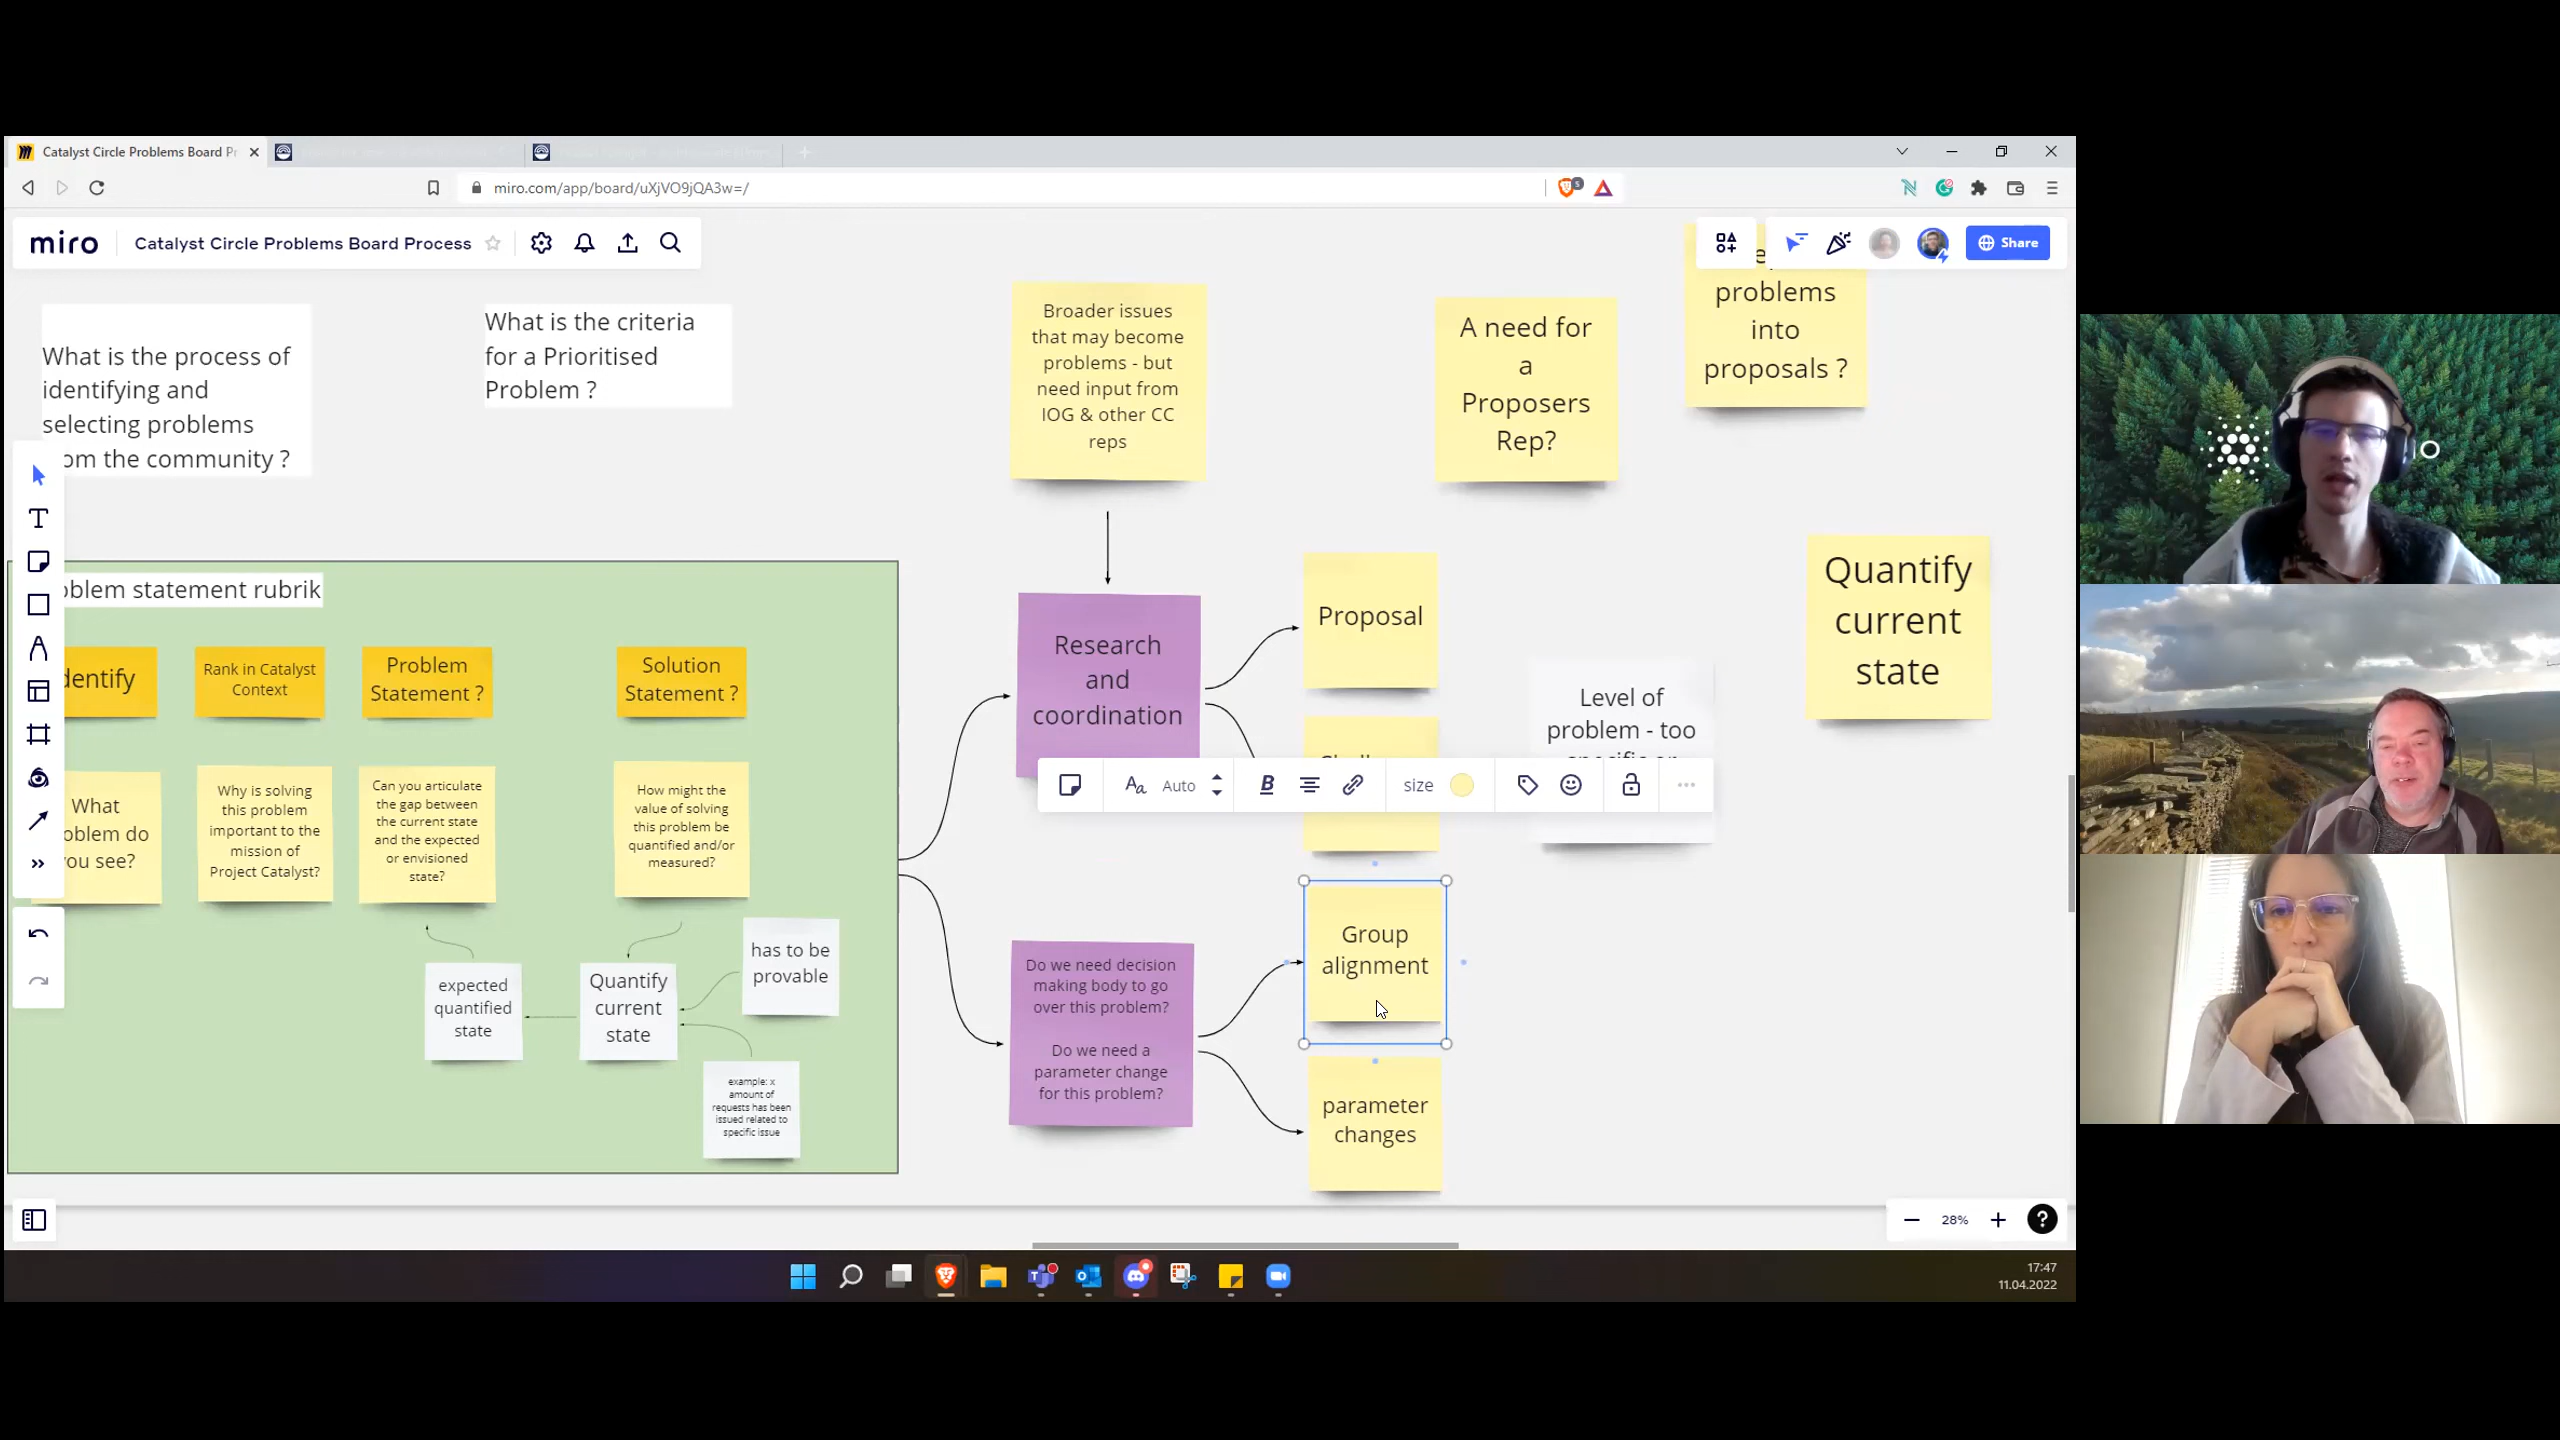 Catalyst Circle Problems Board Pr
miro.com/app/board/uXjVO9jQA3w=/
miro
Catalyst Circle Problems Board Process
Share
What is the process of
identifying and
selecting problems
om the community ?
What is the criteria
for a Prioritised
Problem ?
Broader issues
that may become
problems - but
need input from
IOG & other CC
reps
A need for
a
Proposers
Rep?
problems
into
proposals ?
oblem statement rubrik
dentify
Rank in Catalyst
Context
Problem
Statement ?
Solution
Statement ?
What
oblem do
ou see?
Why is solving
this problem
important to the
mission of
Project Catalyst?
Can you articulate
the gap between
the current state
and the expected
or envisioned
state?
How might the
value of solving
this problem be
quantified and/or
measured?
expected
quantified
state
Quantify
current
state
has to be
provable
example: x
amount of
requests has been
issued related to
specific issue
Research
and
coordination
Proposal
Level of
problem - too
Quantify
current
state
Aa
Auto
B
size
Do we need decision
making body to go
over this problem?
Do we need a
parameter change
for this problem?
Group
alignment
parameter
changes
28%
?
17:47
11.04.2022